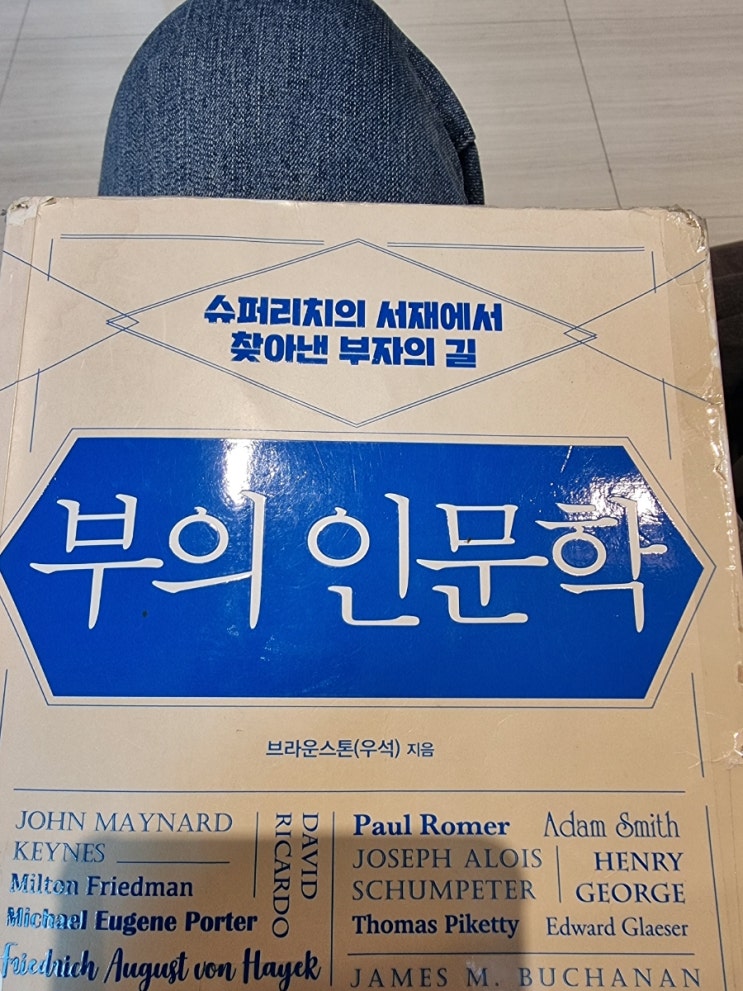 슈퍼리치의 서재에서
찾아낸 부자의 길
부의 인문학
브라운스톤(우석) 지음
JOHN MAYNARD
KEYNES
Milton Friedman
Michael Eugene Porter
Friedrich August von Hayek
DAVID
RICARDO
Paul Romer
Adam Smith
JOSEPH ALOIS
SCHUMPETER
HENRY
GEORGE
Thomas Piketty
Edward Glaeser
JAMES M. BUCHANAN